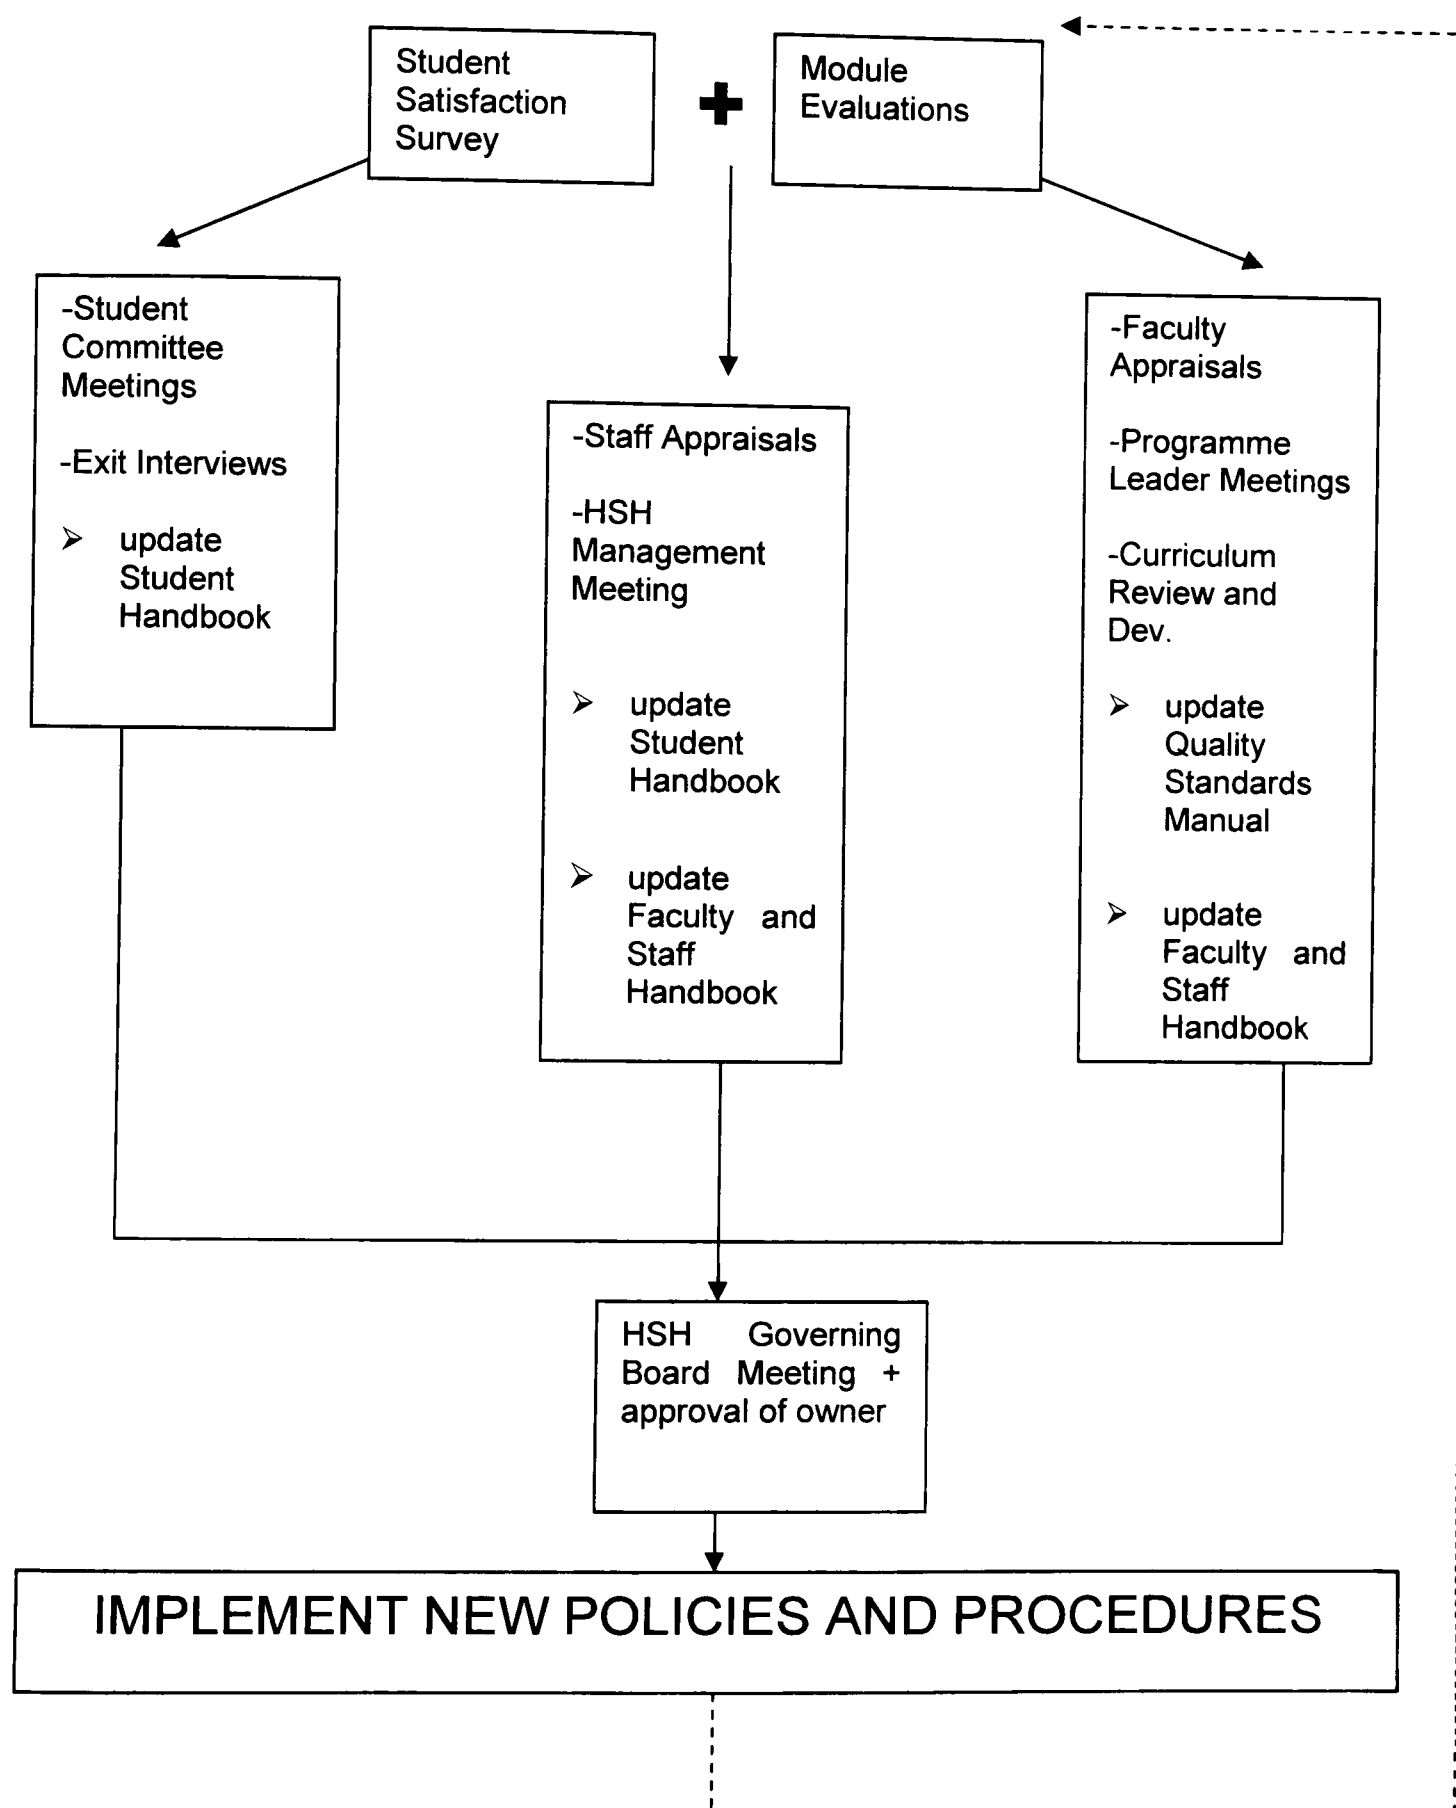 Student
Satisfaction
Survey
+
Module
Evaluations
-Student
Committee
Meetings
-Exit Interviews
➢ update
Student
Handbook
-Staff Appraisals
-HSH
Management
Meeting
➢ update
Student
Handbook
➢ update
Faculty and
Staff
Handbook
-Faculty
Appraisals
-Programme
Leader Meetings
-Curriculum
Review and
Dev.
➢ update
Quality
Standards
Manual
➢ update
Faculty and
Staff
Handbook
HSH Governing
Board Meeting +
approval of owner
IMPLEMENT NEW POLICIES AND PROCEDURES